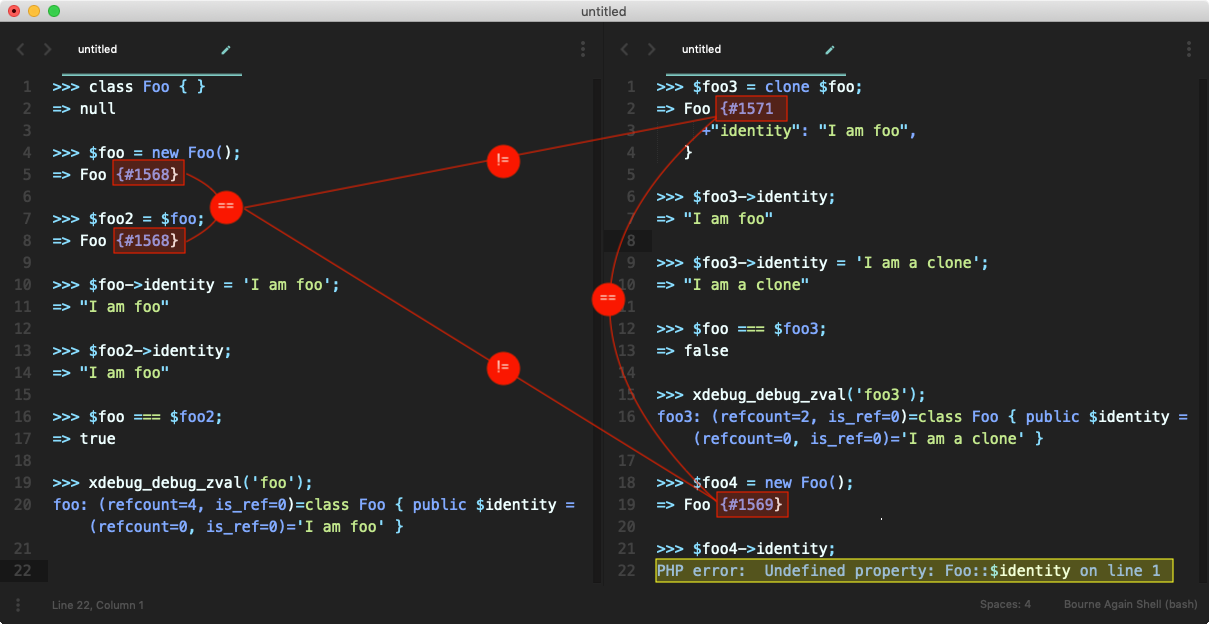 untitled
untitled
1 >>> class Foo { }
2 => null
3
4 >>> $foo = new Foo();
5 => Foo {#1568}
6
7 >>> $foo2 = $foo;
8 => Foo {#1568}
9
10 >>> $foo->identity = 'I am foo';
11 => "I am foo"
12
13 >>> $foo2->identity;
14 => "I am foo"
15
16 >>> $foo === $foo2;
17 => true
18
19 >>> xdebug_debug_zval('foo');
20 foo: (refcount=4, is_ref=0)=class Foo { public $identity =
(refcount=0, is_ref=0)='I am foo' }
21
22
==
!=
!=
==
untitled
1 >>> $foo3 = clone $foo;
2 => Foo {#1571
3 +"identity": "I am foo",
4 }
5
6 >>> $foo3->identity;
7 => "I am foo"
8
9 >>> $foo3->identity = 'I am a clone';
10 => "I am a clone"
11
12 >>> $foo === $foo3;
13 => false
14
15 >>> xdebug_debug_zval('foo3');
16 foo3: (refcount=2, is_ref=0)=class Foo { public $identity =
(refcount=0, is_ref=0)='I am a clone' }
17
18 >>> $foo4 = new Foo();
19 => Foo {#1569}
20
21 >>> $foo4->identity;
22 PHP error:  Undefined property: Foo::$identity on line 1
Line 22, Column 1
Spaces: 4
Bourne Again Shell (bash)